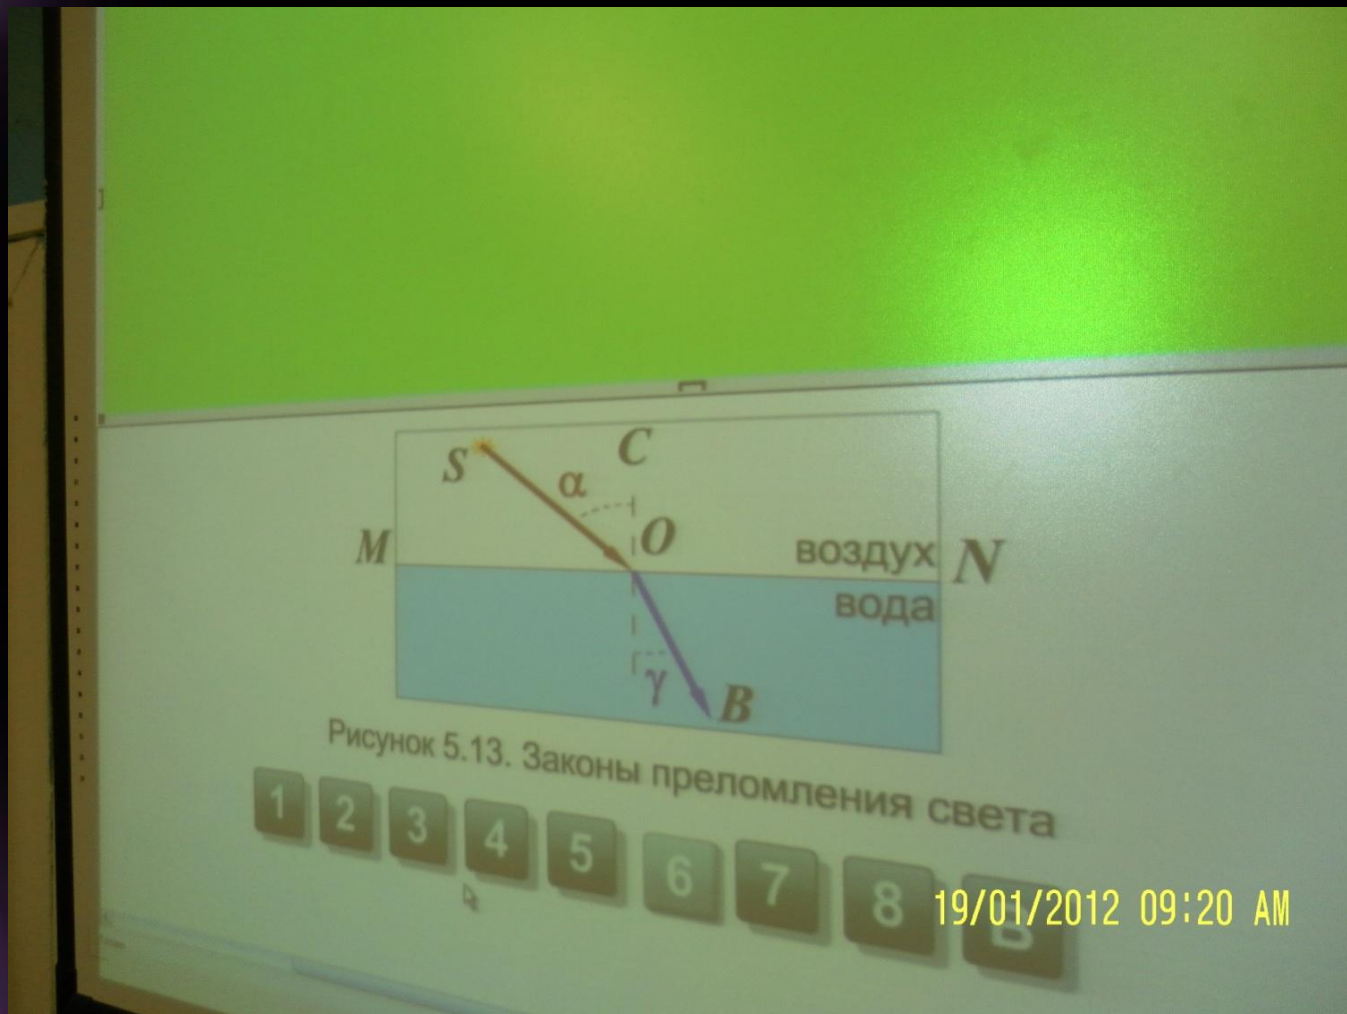 S
C
α
M
O
воздух
N
вода
γ
B
Рисунок 5.13. Законы преломления света
1 2 3 4 5 6 7 8
19/01/2012 09:20 AM